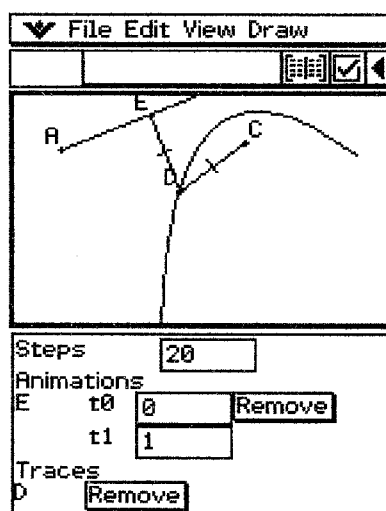 File Edit View Draw
E
A
C
D
Steps 20
Animations
E t0 0 Remove
t1 1
Traces
D Remove